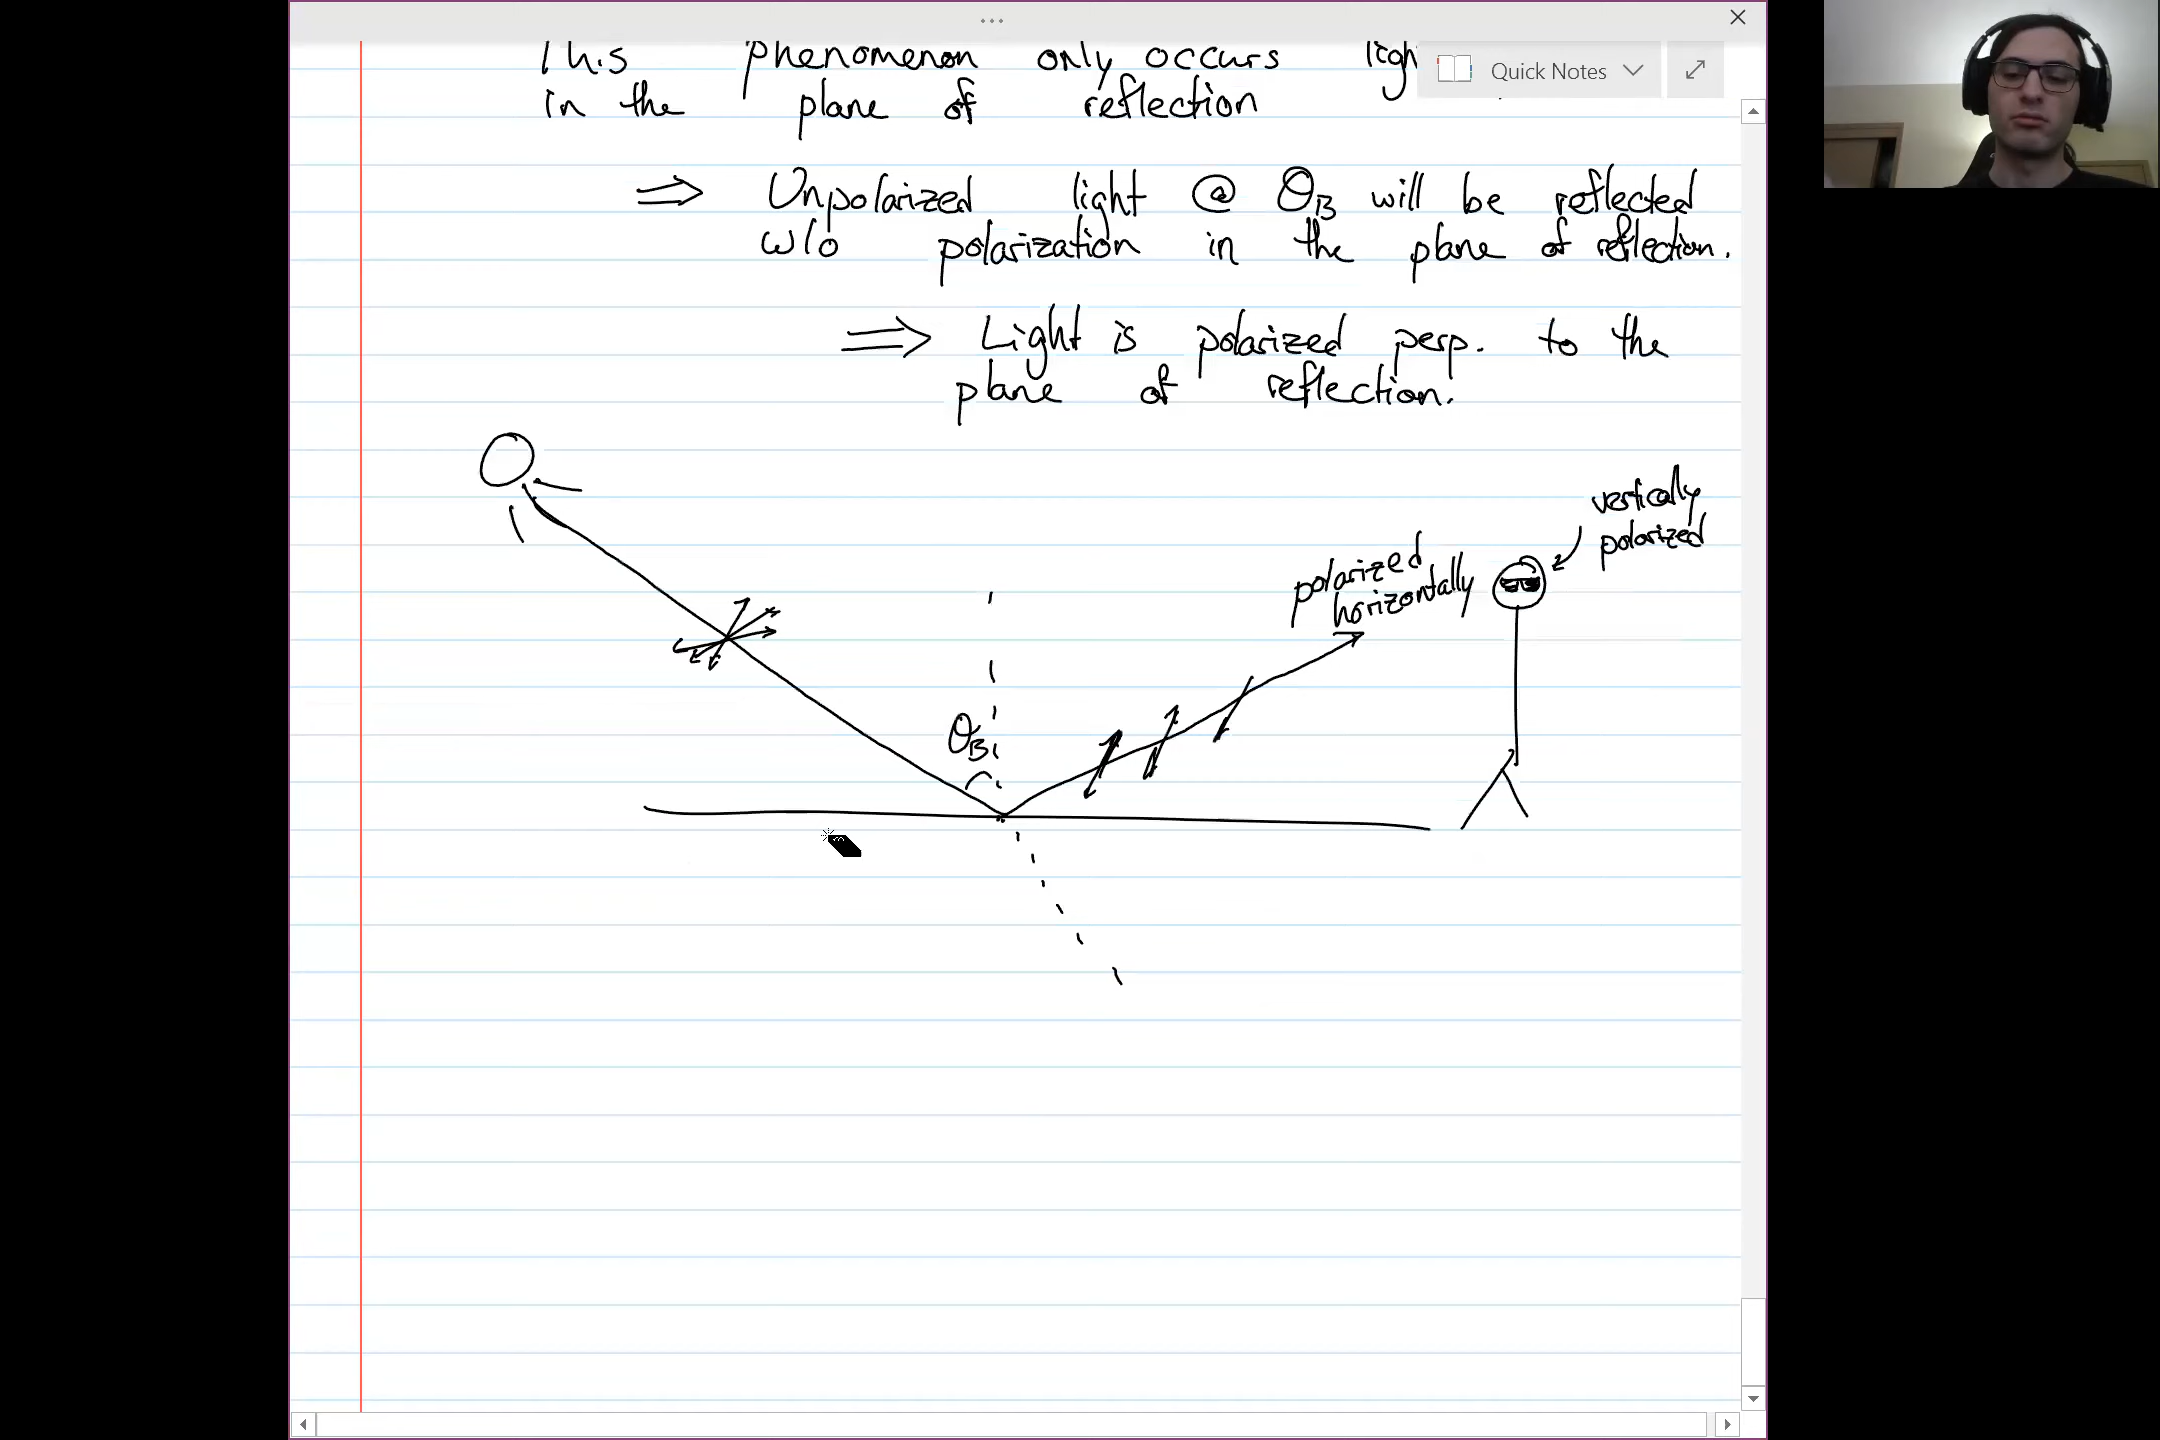 This phenomenon only occurs
Quick Notes
in the plane of reflection
⇒ Unpolarized light @ θB will be reflected
w/o polarization in the plane of reflection.
⇒ Light is polarized perp. to the
plane of reflection.
vertically
polarized
polarized
horizontally
θB